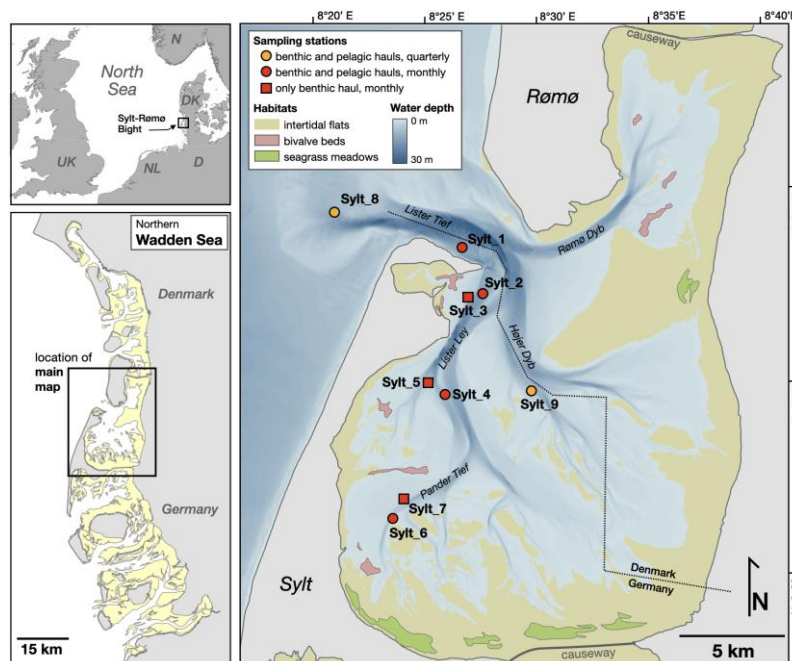 8°20' E
8°25'E
8°30' E
8°35'E
8°40'E
causeway
N
North
Sea
DK
Sylt-Rømø
Bight
UK
NL
D
Sampling stations
benthic and pelagic hauls, quarterly
benthic and pelagic hauls, monthly
only benthic haul, monthly
Habitats
intertidal flats
bivalve beds
seagrass meadows
Water depth
0 m
30 m
Rømø
Sylt_8
Lister Tief
Sylt_1
Rømø Dyb
Sylt_2
Sylt_3
Lister Ley
Højer Dyb
Sylt_5
Sylt_4
Sylt_9
Pander Tief
Sylt_7
Sylt_6
Sylt
Denmark
Germany
N
5 km
causeway
Northern
Wadden Sea
Denmark
location of
main
map
Germany
15 km